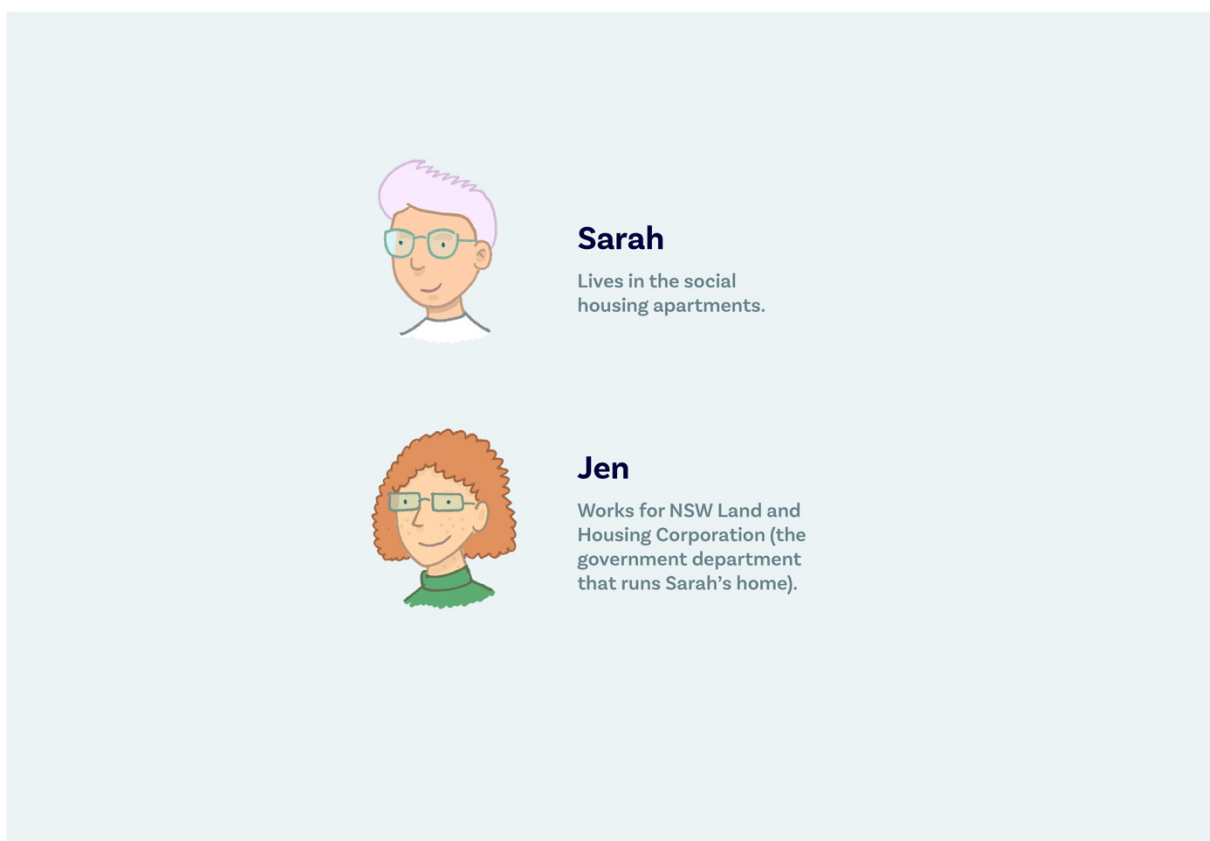 Sarah
Lives in the social
housing apartments.
Jen
Works for NSW Land and
Housing Corporation (the
government department
that runs Sarah’s home).